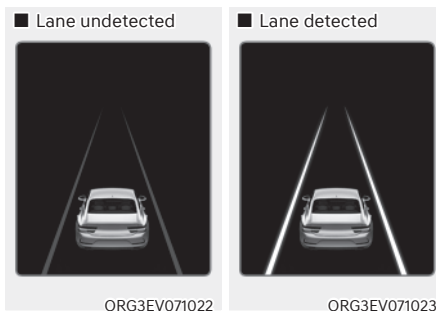 ■ Lane undetected
■ Lane detected
ORG3EV071022
ORG3EV071023